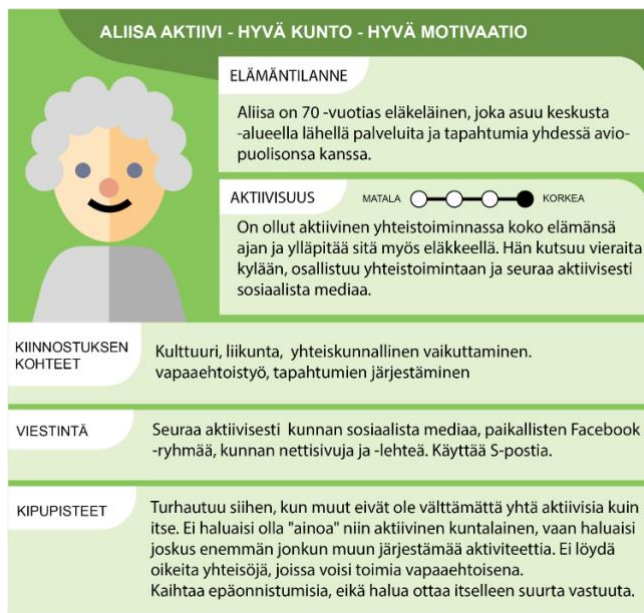 ALIISA AKTIIVI - HYVÄ KUNTO - HYVÄ MOTIVAATIO
ELÄMÄNTILANNE
Aliisa on 70 -vuotias eläkeläinen, joka asuu keskusta
-alueella lähellä palveluita ja tapahtumia yhdessä avio-
puolisonsa kanssa.
AKTIIVISUUS MATALA KORKEA
On ollut aktiivinen yhteistoiminnassa koko elämänsä
ajan ja ylläpitää sitä myös eläkkeellä. Hän kutsuu vieraita
kylään, osallistuu yhteistoimintaan ja seuraa aktiivisesti
sosiaalista mediaa.
KIINNOSTUKSEN
KOHTEET
Kulttuuri, liikunta, yhteiskunnallinen vaikuttaminen.
vapaaehtoistyö, tapahtumien järjestäminen
VIESTINTÄ
Seuraa aktiivisesti kunnan sosiaalista mediaa, paikallisten Facebook
-ryhmää, kunnan nettisivuja ja -lehteä. Käyttää S-postia.
KIPUPISTEET
Turhautuu siihen, kun muut eivät ole välttämättä yhtä aktiivisia kuin
itse. Ei haluaisi olla "ainoa" niin aktiivinen kuntalainen, vaan haluaisi
joskus enemmän jonkun muun järjestämää aktiviteettia. Ei löydä
oikeita yhteisöjä, joissa voisi toimia vapaaehtoisena.
Kaihtaa epäonnistumisia, eikä halua ottaa itselleen suurta vastuuta.